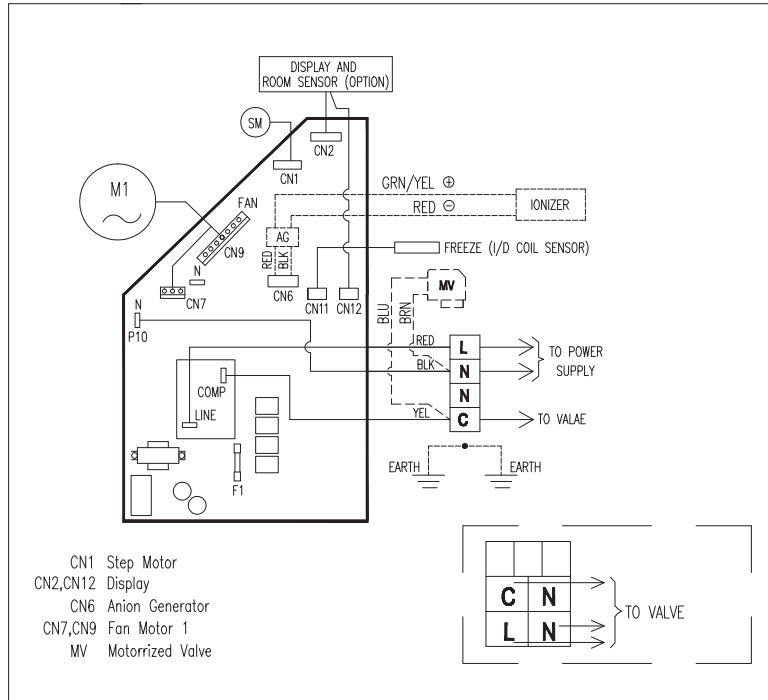 DISPLAY AND
ROOM SENSOR (OPTION)
SM
CN2
CN1
M1
FAN
CN9
GRN/YEL ⊕
RED ⊖
IONIZER
AG
RED
BLK
CN6
FREEZE (I/D COIL SENSOR)
N
CN7
CN11
CN12
MV
BLU
BRN
N
P10
RED
BLK
L
N
N
C
TO POWER
SUPPLY
COMP
LINE
YEL
TO VALAE
F1
EARTH
EARTH
CN1 Step Motor
CN2,CN12 Display
CN6 Anion Generator
CN7,CN9 Fan Motor 1
MV Motorrized Valve
C N
L N
TO VALVE